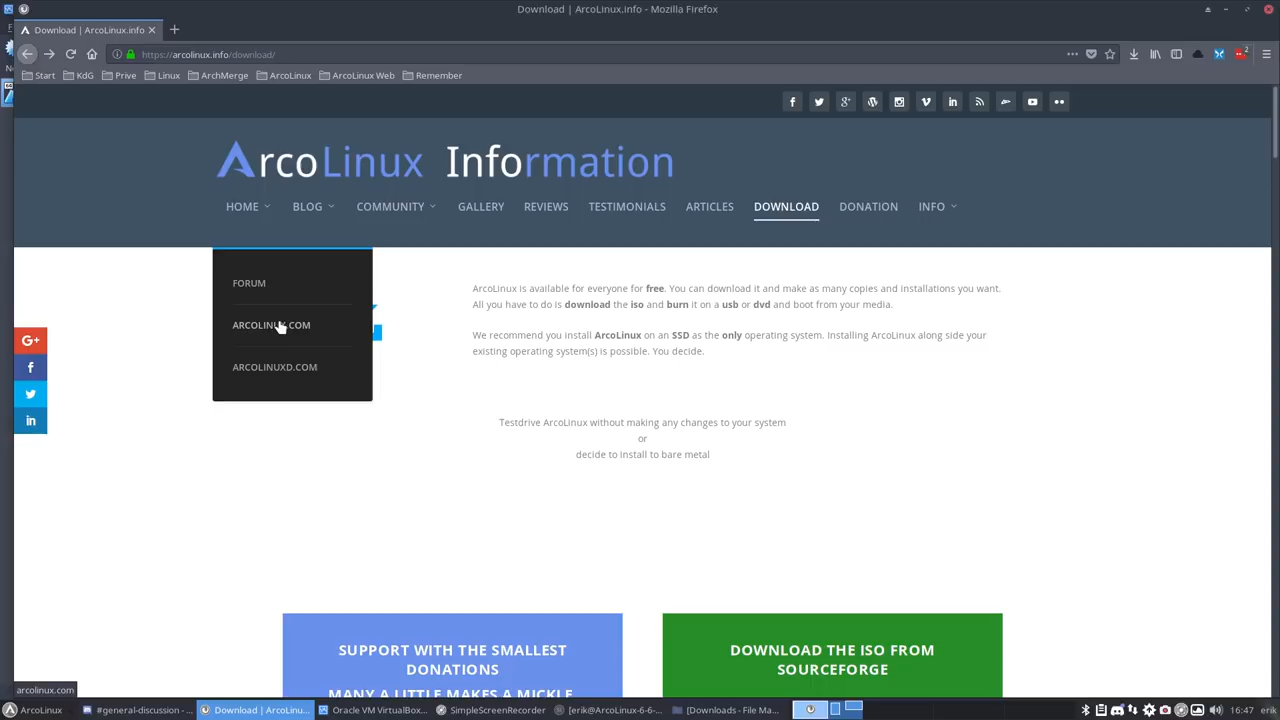 Download | ArcoLinux.info - Mozilla Firefox
Download | ArcoLinux.info
https://arcolinux.info/download/
Start KdG Prive Linux ArchMerge ArcoLinux ArcoLinux Web Remember
ArcoLinux Information
HOME BLOG COMMUNITY GALLERY REVIEWS TESTIMONIALS ARTICLES DOWNLOAD DONATION INFO
FORUM
ARCOLINUX.COM
ARCOLINUXD.COM
ArcoLinux is available for everyone for free. You can download it and make as many copies and installations you want.
All you have to do is download the iso and burn it on a usb or dvd and boot from your media.
We recommend you install ArcoLinux on an SSD as the only operating system. Installing ArcoLinux along side your
existing operating system(s) is possible. You decide.
Testdrive ArcoLinux without making any changes to your system
or
decide to install to bare metal
SUPPORT WITH THE SMALLEST
DONATIONS
MANY A LITTLE MAKES A MICKLE
DOWNLOAD THE ISO FROM
SOURCEFORGE
arcolinux.com
ArcoLinux #general-discussion - ... Download | ArcoLinu... Oracle VM VirtualBox... SimpleScreenRecorder [erik@ArcoLinux-6-6-... [Downloads - File Ma... 16:47 erik